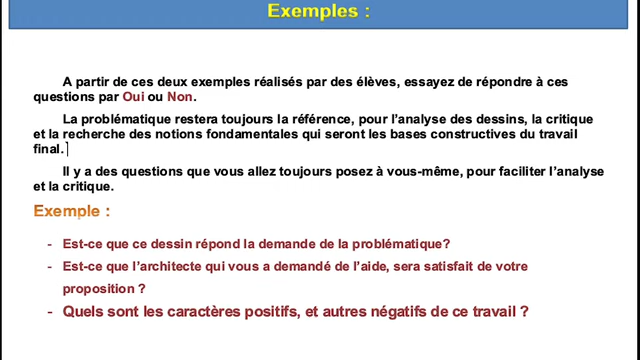 Exemples :
A partir de ces deux exemples réalisés par des élèves, essayez de répondre à ces
questions par Oui ou Non.
La problématique restera toujours la référence, pour l'analyse des dessins, la critique
et la recherche des notions fondamentales qui seront les bases constructives du travail
final.
Il y a des questions que vous allez toujours posez à vous-même, pour faciliter l'analyse
et la critique.
Exemple :
- Est-ce que ce dessin répond la demande de la problématique?
- Est-ce que l'architecte qui vous a demandé de l'aide, sera satisfait de votre
proposition ?
- Quels sont les caractères positifs, et autres négatifs de ce travail ?